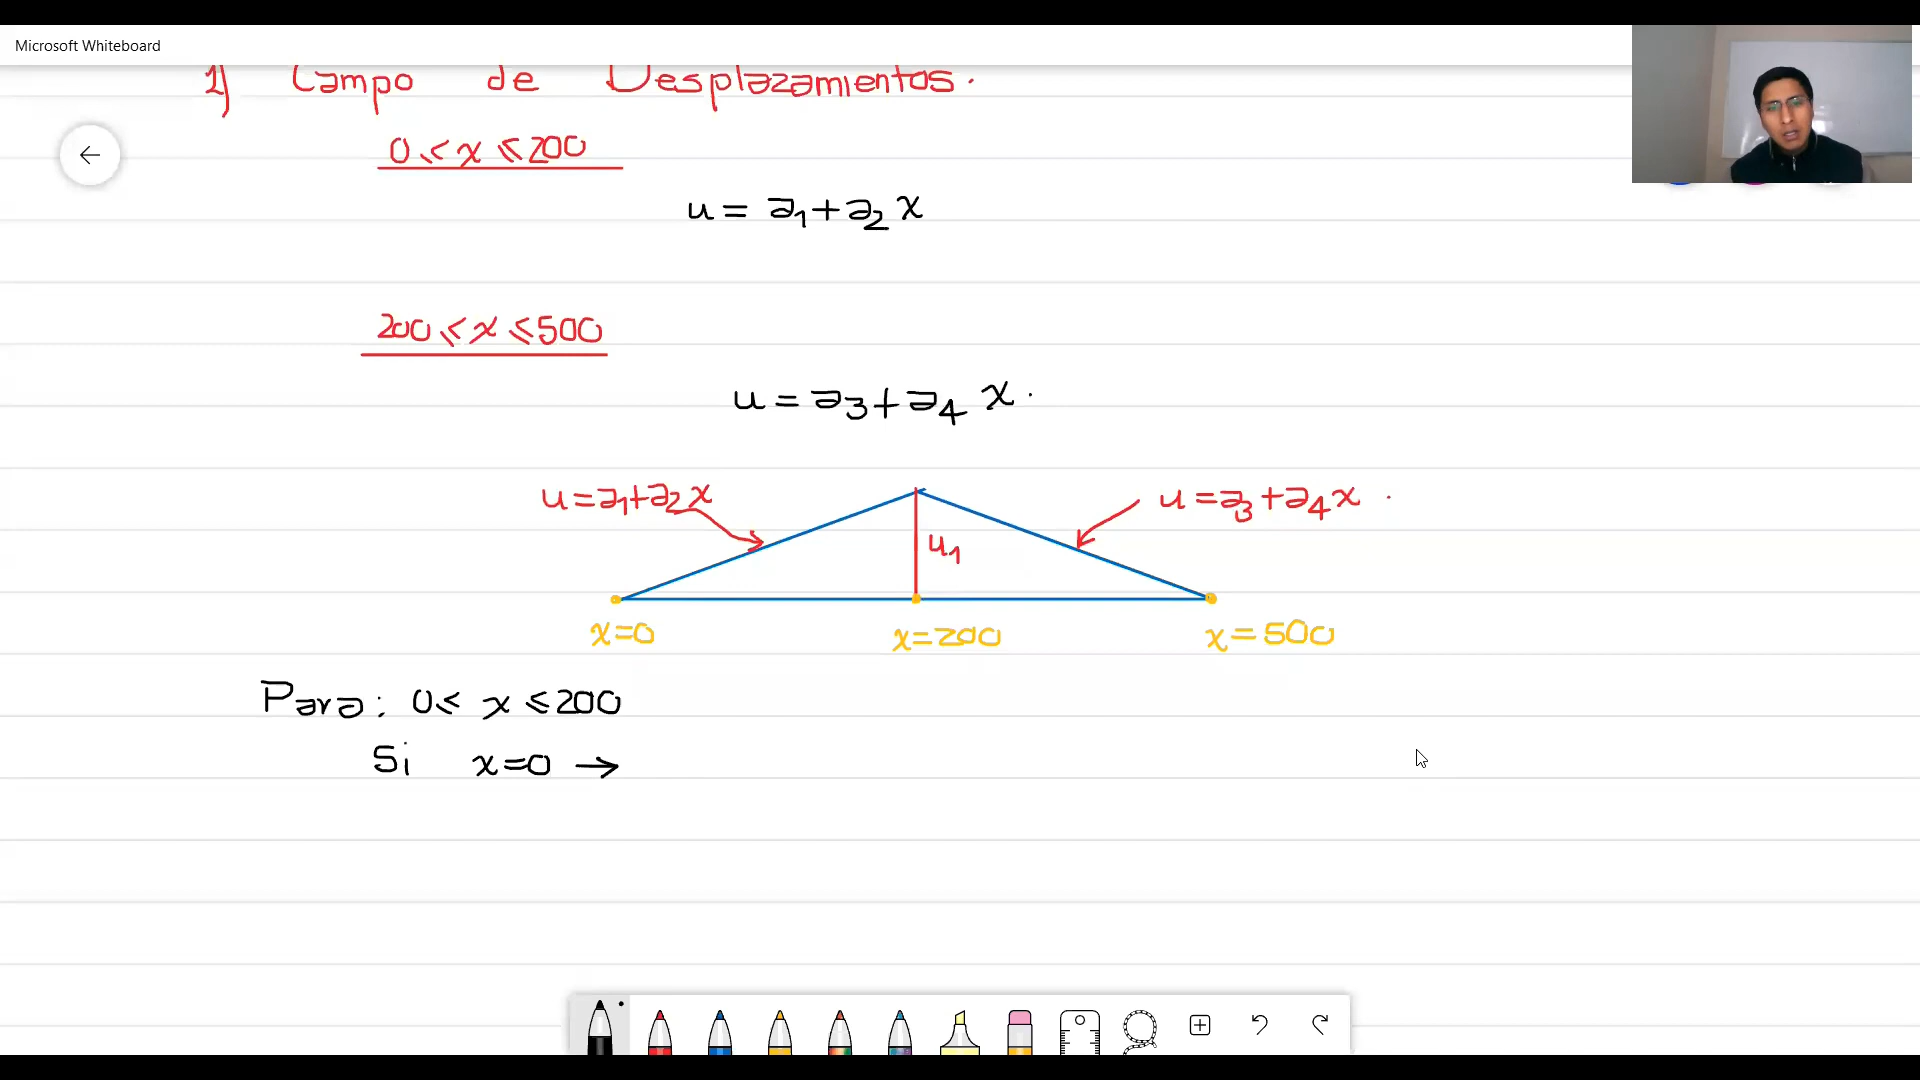 Microsoft Whiteboard
1) Campo de Desplazamientos.
0 ≤ x ≤ 200
u = a₁ + a₂ x
200 ≤ x ≤ 500
u = a₃ + a₄ x.
u = a₁ + a₂ x
u = a₃ + a₄ x .
u₁
x=0
x=200
x=500
Para: 0 ≤ x ≤ 200
Si x=0 →